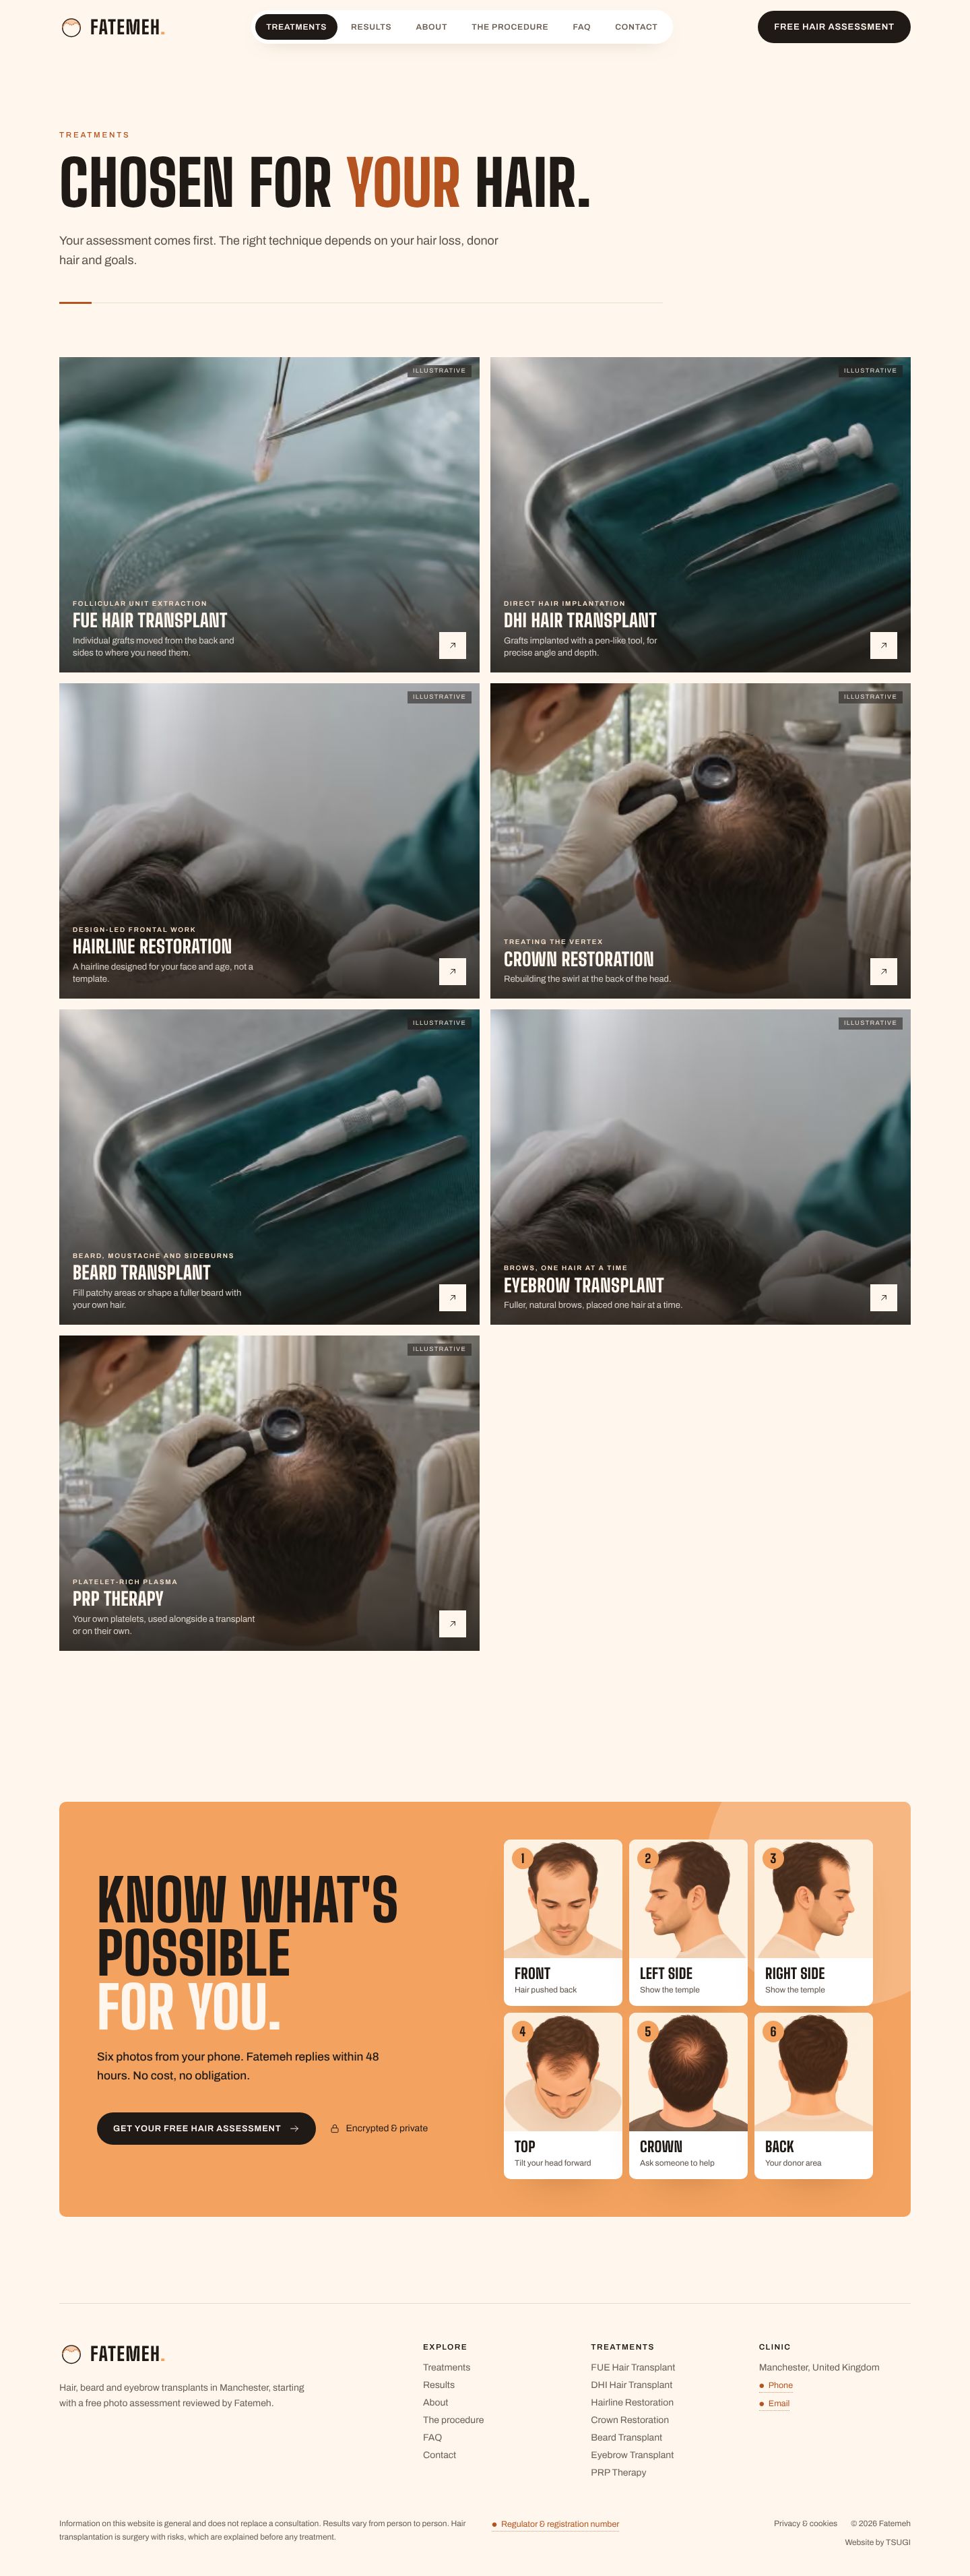 FATEMEH.
TREATMENTS
RESULTS
ABOUT
THE PROCEDURE
FAQ
CONTACT
FREE HAIR ASSESSMENT
TREATMENTS
CHOSEN FOR YOUR HAIR.
Your assessment comes first. The right technique depends on your hair loss, donor
hair and goals.
ILLUSTRATIVE
FOLLICULAR UNIT EXTRACTION
FUE HAIR TRANSPLANT
Individual grafts moved from the back and
sides to where you need them.
ILLUSTRATIVE
DIRECT HAIR IMPLANTATION
DHI HAIR TRANSPLANT
Grafts implanted with a pen-like tool, for
precise angle and depth.
ILLUSTRATIVE
DESIGN-LED FRONTAL WORK
HAIRLINE RESTORATION
A hairline designed for your face and age, not a
template.
ILLUSTRATIVE
TREATING THE VERTEX
CROWN RESTORATION
Rebuilding the swirl at the back of the head.
ILLUSTRATIVE
BEARD, MOUSTACHE AND SIDEBURNS
BEARD TRANSPLANT
Fill patchy areas or shape a fuller beard with
your own hair.
ILLUSTRATIVE
BROWS, ONE HAIR AT A TIME
EYEBROW TRANSPLANT
Fuller, natural brows, placed one hair at a time.
ILLUSTRATIVE
PLATELET-RICH PLASMA
PRP THERAPY
Your own platelets, used alongside a transplant
or on their own.
KNOW WHAT'S
POSSIBLE
FOR YOU.
Six photos from your phone. Fatemeh replies within 48
hours. No cost, no obligation.
GET YOUR FREE HAIR ASSESSMENT
Encrypted & private
1
FRONT
Hair pushed back
2
LEFT SIDE
Show the temple
3
RIGHT SIDE
Show the temple
4
TOP
Tilt your head forward
5
CROWN
Ask someone to help
6
BACK
Your donor area
FATEMEH.
Hair, beard and eyebrow transplants in Manchester, starting
with a free photo assessment reviewed by Fatemeh.
EXPLORE
Treatments
Results
About
The procedure
FAQ
Contact
TREATMENTS
FUE Hair Transplant
DHI Hair Transplant
Hairline Restoration
Crown Restoration
Beard Transplant
Eyebrow Transplant
PRP Therapy
CLINIC
Manchester, United Kingdom
Phone
Email
Information on this website is general and does not replace a consultation. Results vary from person to person. Hair
transplantation is surgery with risks, which are explained before any treatment.
Regulator & registration number
Privacy & cookies
© 2026 Fatemeh
Website by TSUGI